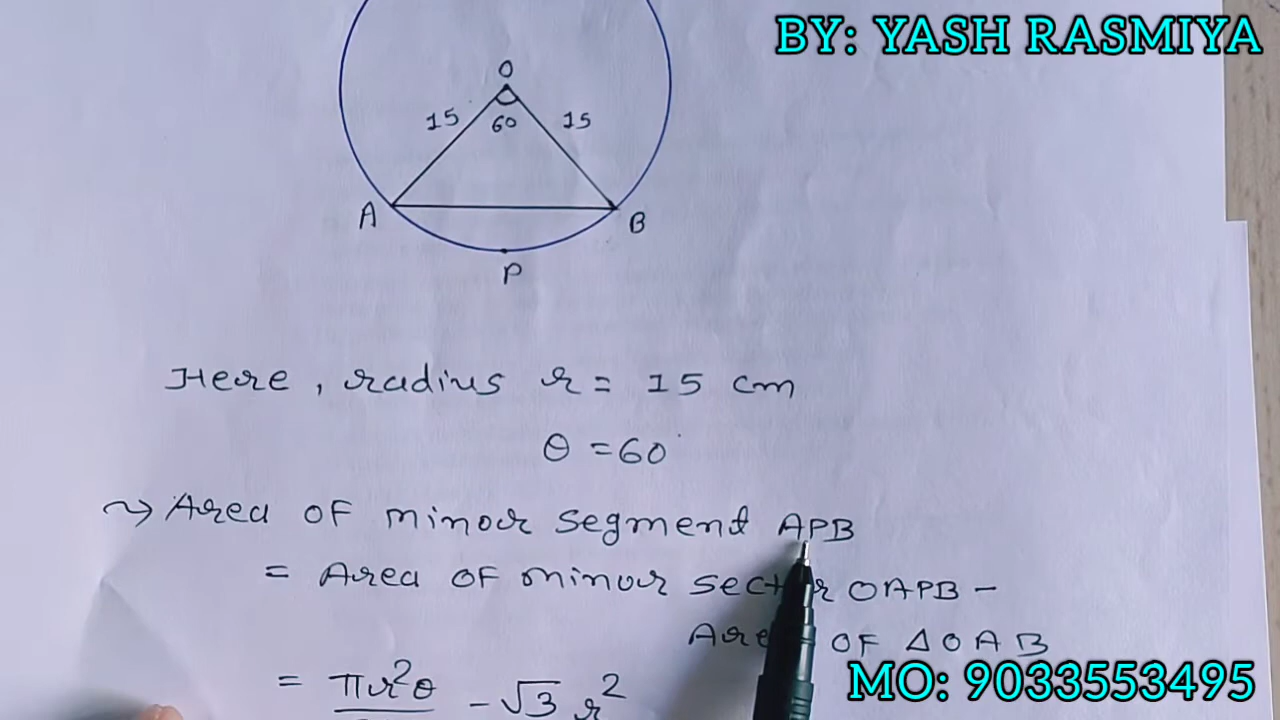 BY: YASH RASMIYA
O
15 60 15
A B
P
Here, radius r = 15 cm
θ = 60°
~> Area of minor segment APB
= Area of minor sector OAPB -
Area of ΔOAB
= πr²θ - √3 r²
MO: 9033553495